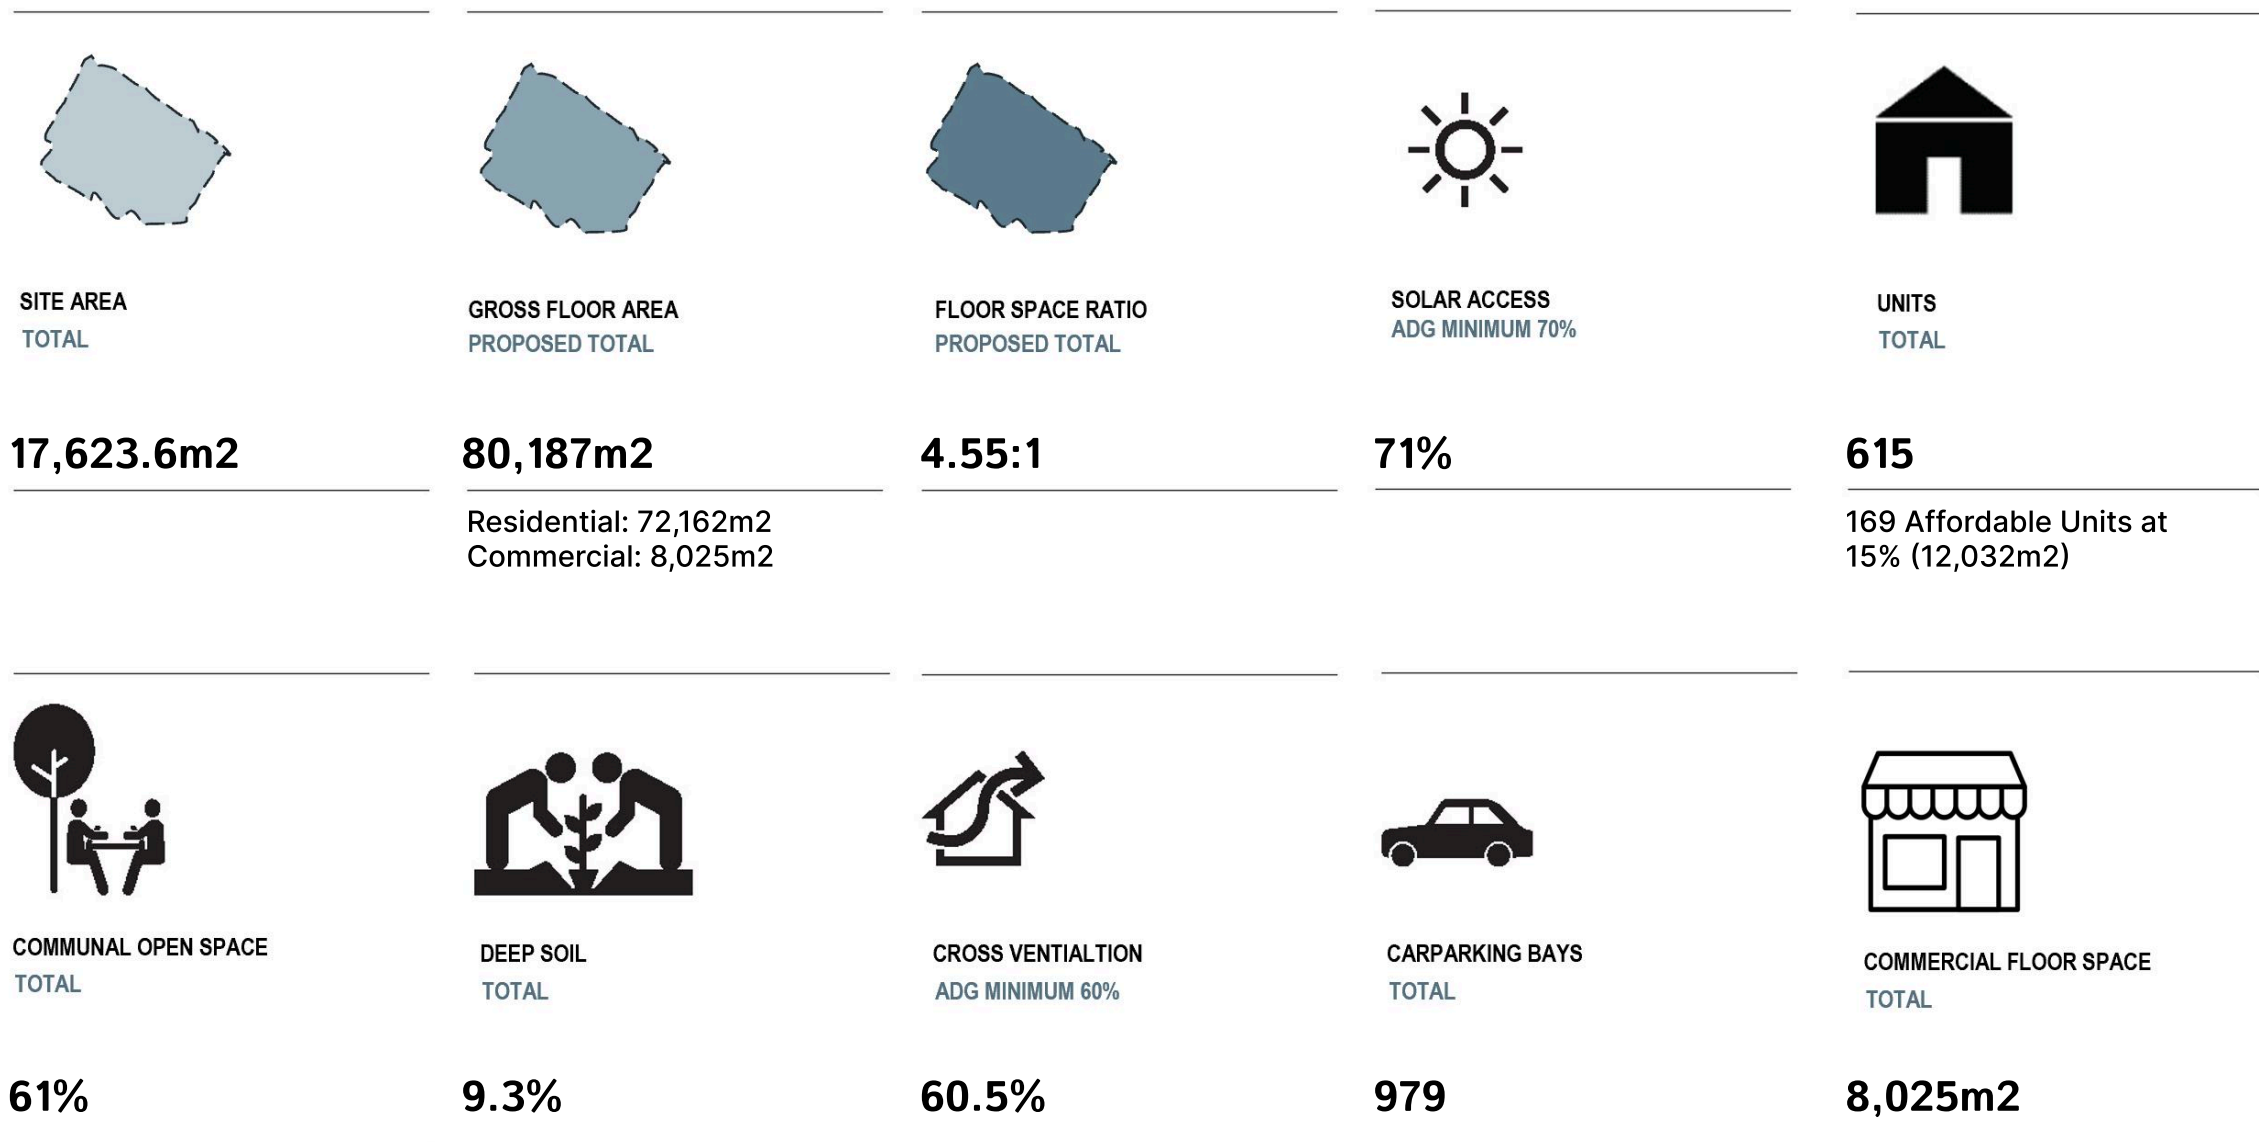 SITE AREA
TOTAL
17,623.6m2
GROSS FLOOR AREA
PROPOSED TOTAL
80,187m2
Residential: 72,162m2
Commercial: 8,025m2
FLOOR SPACE RATIO
PROPOSED TOTAL
4.55:1
SOLAR ACCESS
ADG MINIMUM 70%
71%
UNITS
TOTAL
615
169 Affordable Units at
15% (12,032m2)
COMMUNAL OPEN SPACE
TOTAL
61%
DEEP SOIL
TOTAL
9.3%
CROSS VENTIALTION
ADG MINIMUM 60%
60.5%
CARPARKING BAYS
TOTAL
979
COMMERCIAL FLOOR SPACE
TOTAL
8,025m2